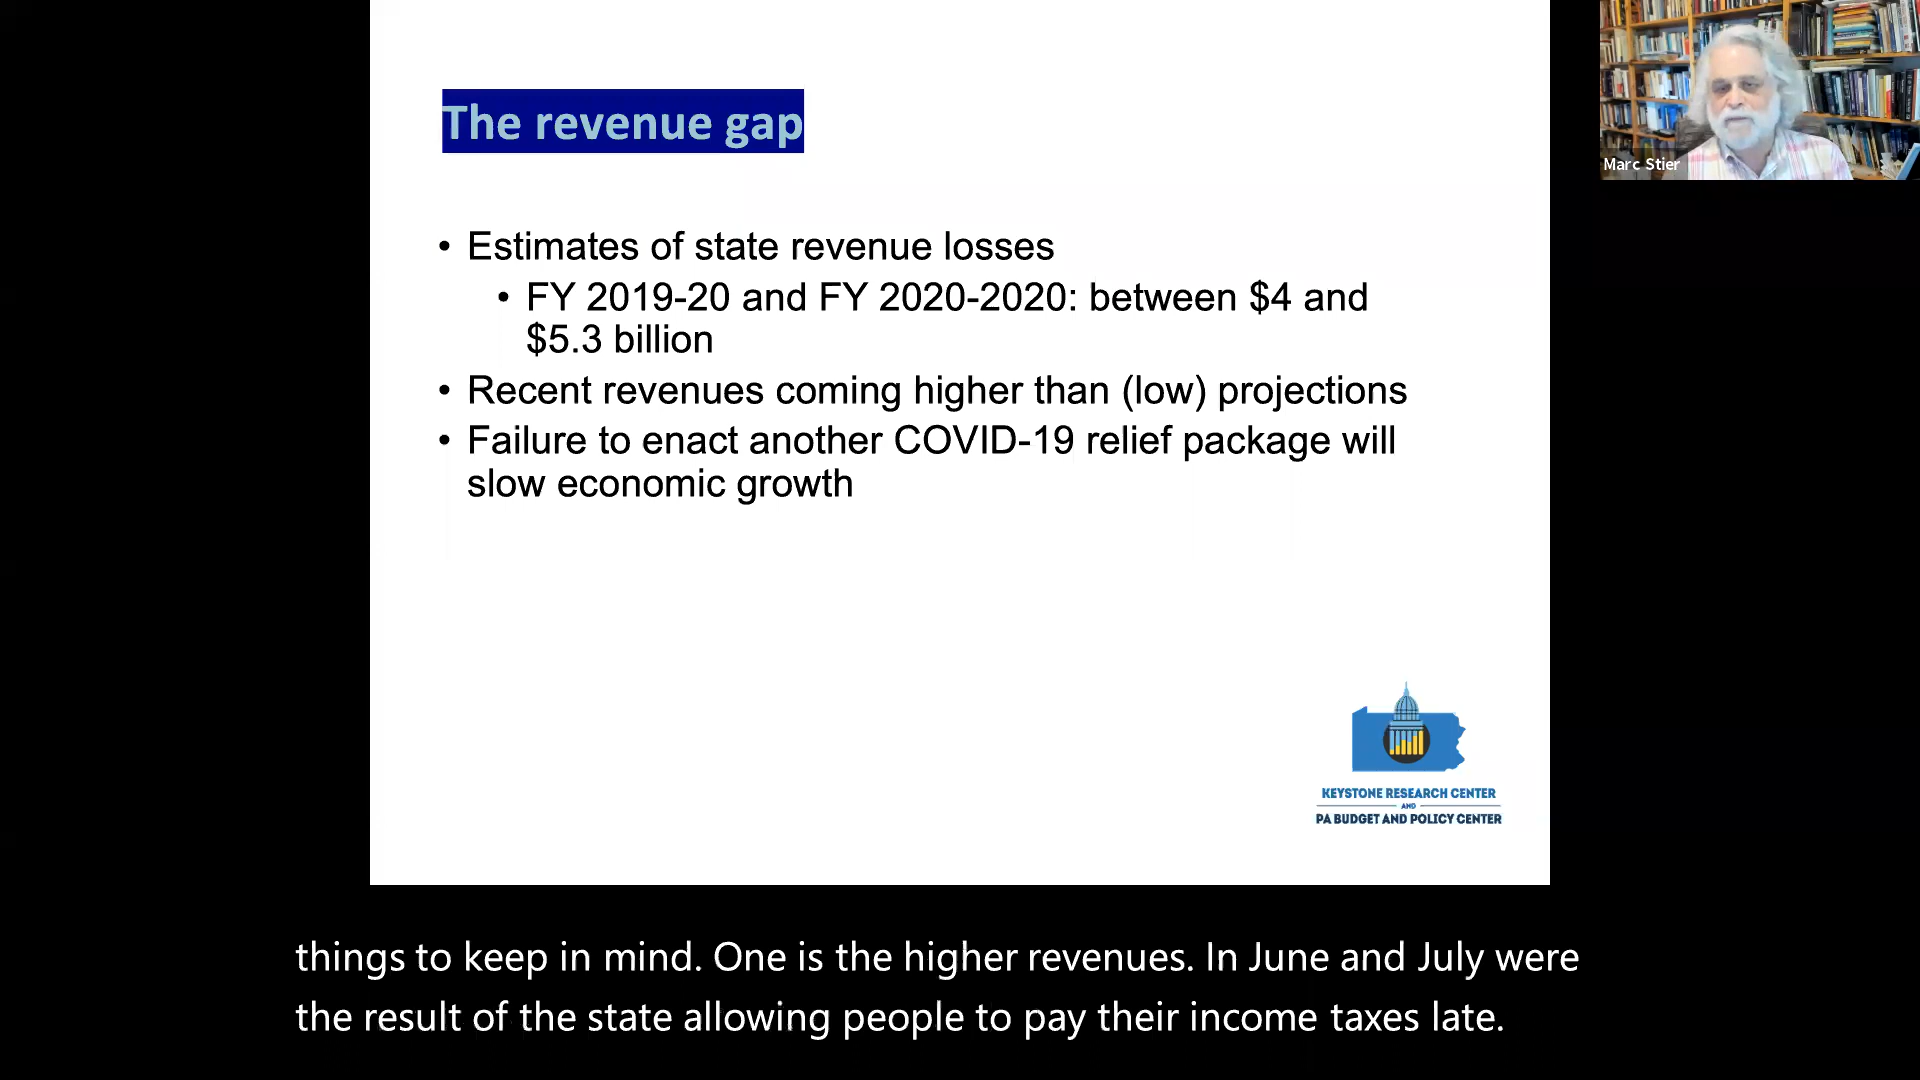 The revenue gap
Marc Stier
• Estimates of state revenue losses
• FY 2019-20 and FY 2020-2020: between $4 and
$5.3 billion
• Recent revenues coming higher than (low) projections
• Failure to enact another COVID-19 relief package will
slow economic growth
KEYSTONE RESEARCH CENTER
AND
PA BUDGET AND POLICY CENTER
things to keep in mind. One is the higher revenues. In June and July were
the result of the state allowing people to pay their income taxes late.